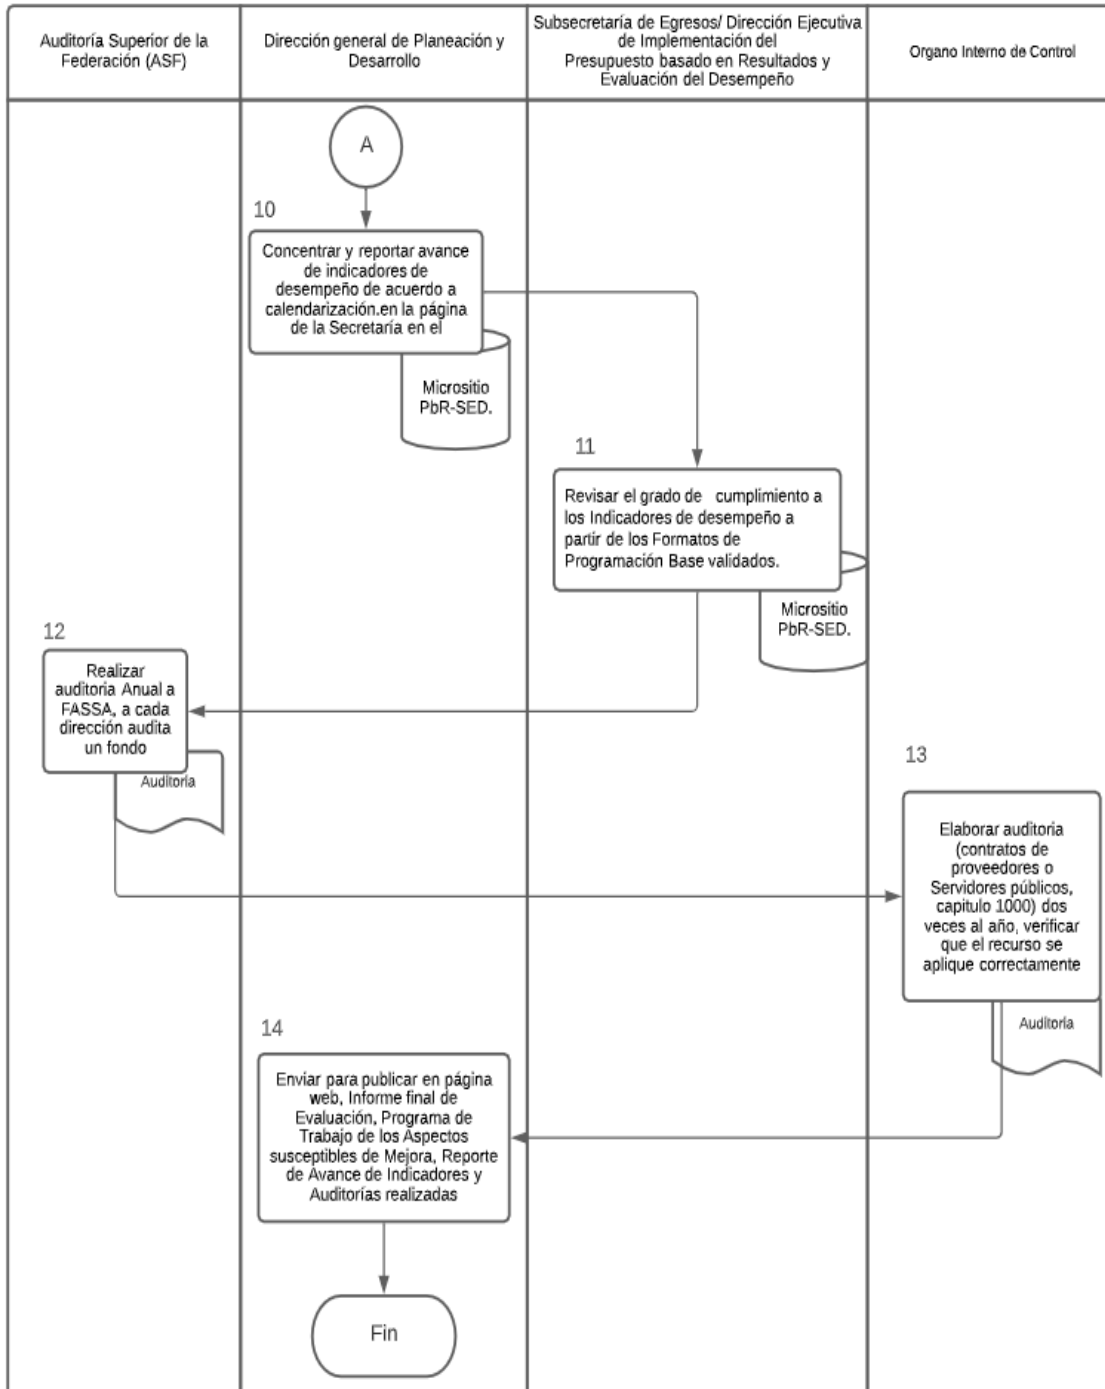 Auditoría Superior de la
Federación (ASF)
Dirección general de Planeación y
Desarrollo
Subsecretaría de Egresos/ Dirección Ejecutiva
de Implementación del
Presupuesto basado en Resultados y
Evaluación del Desempeño
Organo Interno de Control
A
10
Concentrar y reportar avance
de indicadores de
desempeño de acuerdo a
calendarización.en la página
de la Secretaría en el
Micrositio
PbR-SED.
11
Revisar el grado de cumplimiento a
los Indicadores de desempeño a
partir de los Formatos de
Programación Base validados.
Micrositio
PbR-SED.
12
Realizar
auditoria Anual a
FASSA, a cada
dirección audita
un fondo
Auditoria
13
Elaborar auditoria
(contratos de
proveedores o
Servidores públicos,
capitulo 1000) dos
veces al año, verificar
que el recurso se
aplique correctamente
Auditoria
14
Enviar para publicar en página
web, Informe final de
Evaluación, Programa de
Trabajo de los Aspectos
susceptibles de Mejora, Reporte
de Avance de Indicadores y
Auditorías realizadas
Fin